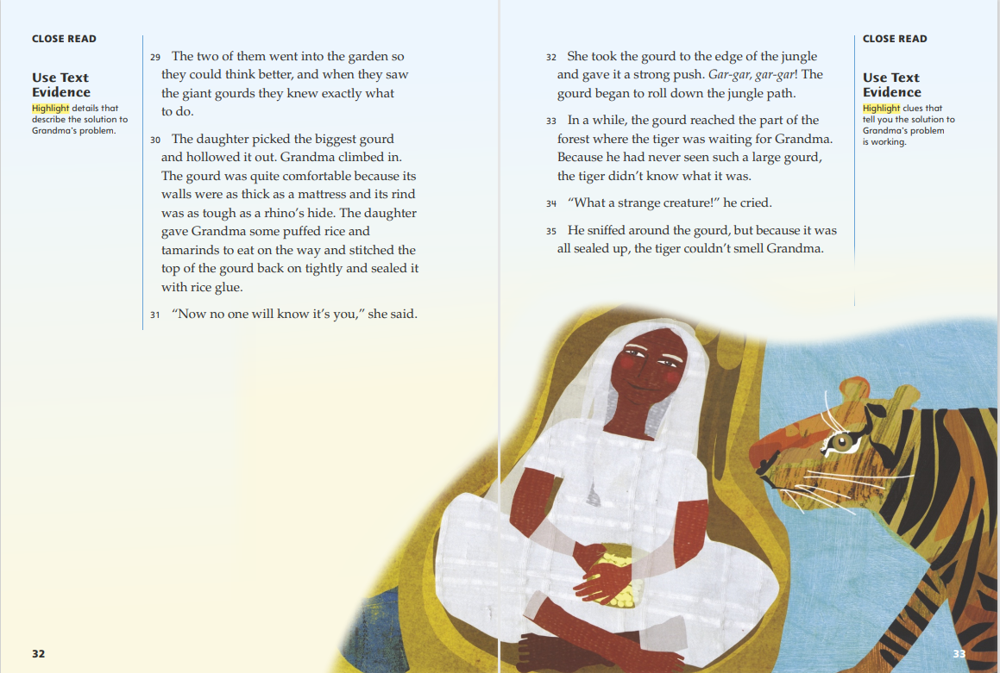 CLOSE READ
Use Text
Evidence
Highlight details that
describe the solution to
Grandma's problem.
29 The two of them went into the garden so
they could think better, and when they saw
the giant gourds they knew exactly what
to do.
30 The daughter picked the biggest gourd
and hollowed it out. Grandma climbed in.
The gourd was quite comfortable because its
walls were as thick as a mattress and its rind
was as tough as a rhino's hide. The daughter
gave Grandma some puffed rice and
tamarinds to eat on the way and stitched the
top of the gourd back on tightly and sealed it
with rice glue.
31 “Now no one will know it's you,” she said.
32
32 She took the gourd to the edge of the jungle
and gave it a strong push. Gar-gar, gar-gar! The
gourd began to roll down the jungle path.
33 In a while, the gourd reached the part of the
forest where the tiger was waiting for Grandma.
Because he had never seen such a large gourd,
the tiger didn't know what it was.
34 “What a strange creature!” he cried.
35 He sniffed around the gourd, but because it was
all sealed up, the tiger couldn't smell Grandma.
CLOSE READ
Use Text
Evidence
Highlight clues that
tell you the solution to
Grandma's problem
is working.
33